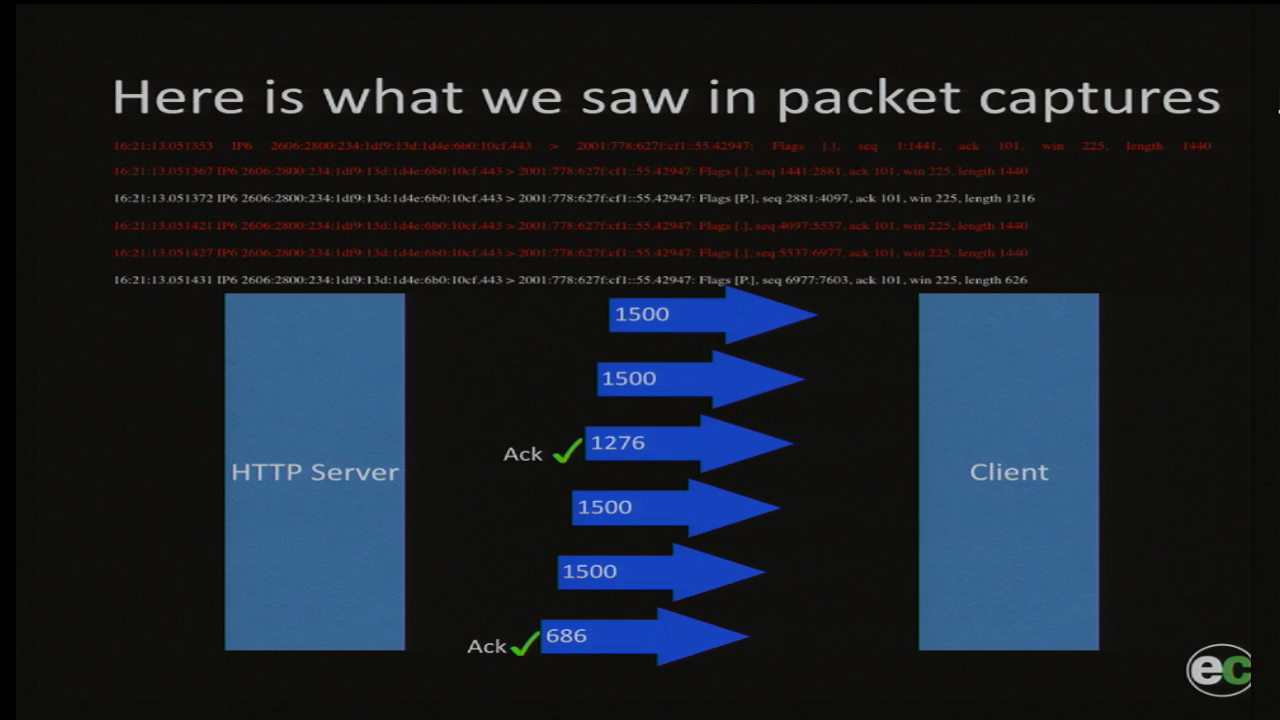 Here is what we saw in packet captures
16:21:13.051353 IP6 2606:2800:234:1df9:13d:1d4e:6b0:10cf.443 > 2001:778:627f:cf1::55.42947: Flags [.], seq 1:1441, ack 101, win 225, length 1440
16:21:13.051367 IP6 2606:2800:234:1df9:13d:1d4e:6b0:10cf.443 > 2001:778:627f:cf1::55.42947: Flags [.], seq 1441:2881, ack 101, win 225, length 1440
16:21:13.051372 IP6 2606:2800:234:1df9:13d:1d4e:6b0:10cf.443 > 2001:778:627f:cf1::55.42947: Flags [P.], seq 2881:4097, ack 101, win 225, length 1216
16:21:13.051421 IP6 2606:2800:234:1df9:13d:1d4e:6b0:10cf.443 > 2001:778:627f:cf1::55.42947: Flags [.], seq 4097:5537, ack 101, win 225, length 1440
16:21:13.051427 IP6 2606:2800:234:1df9:13d:1d4e:6b0:10cf.443 > 2001:778:627f:cf1::55.42947: Flags [.], seq 5537:6977, ack 101, win 225, length 1440
16:21:13.051431 IP6 2606:2800:234:1df9:13d:1d4e:6b0:10cf.443 > 2001:778:627f:cf1::55.42947: Flags [P.], seq 6977:7603, ack 101, win 225, length 626
1500
1500
Ack 1276
HTTP Server
Client
1500
1500
Ack 686
ec